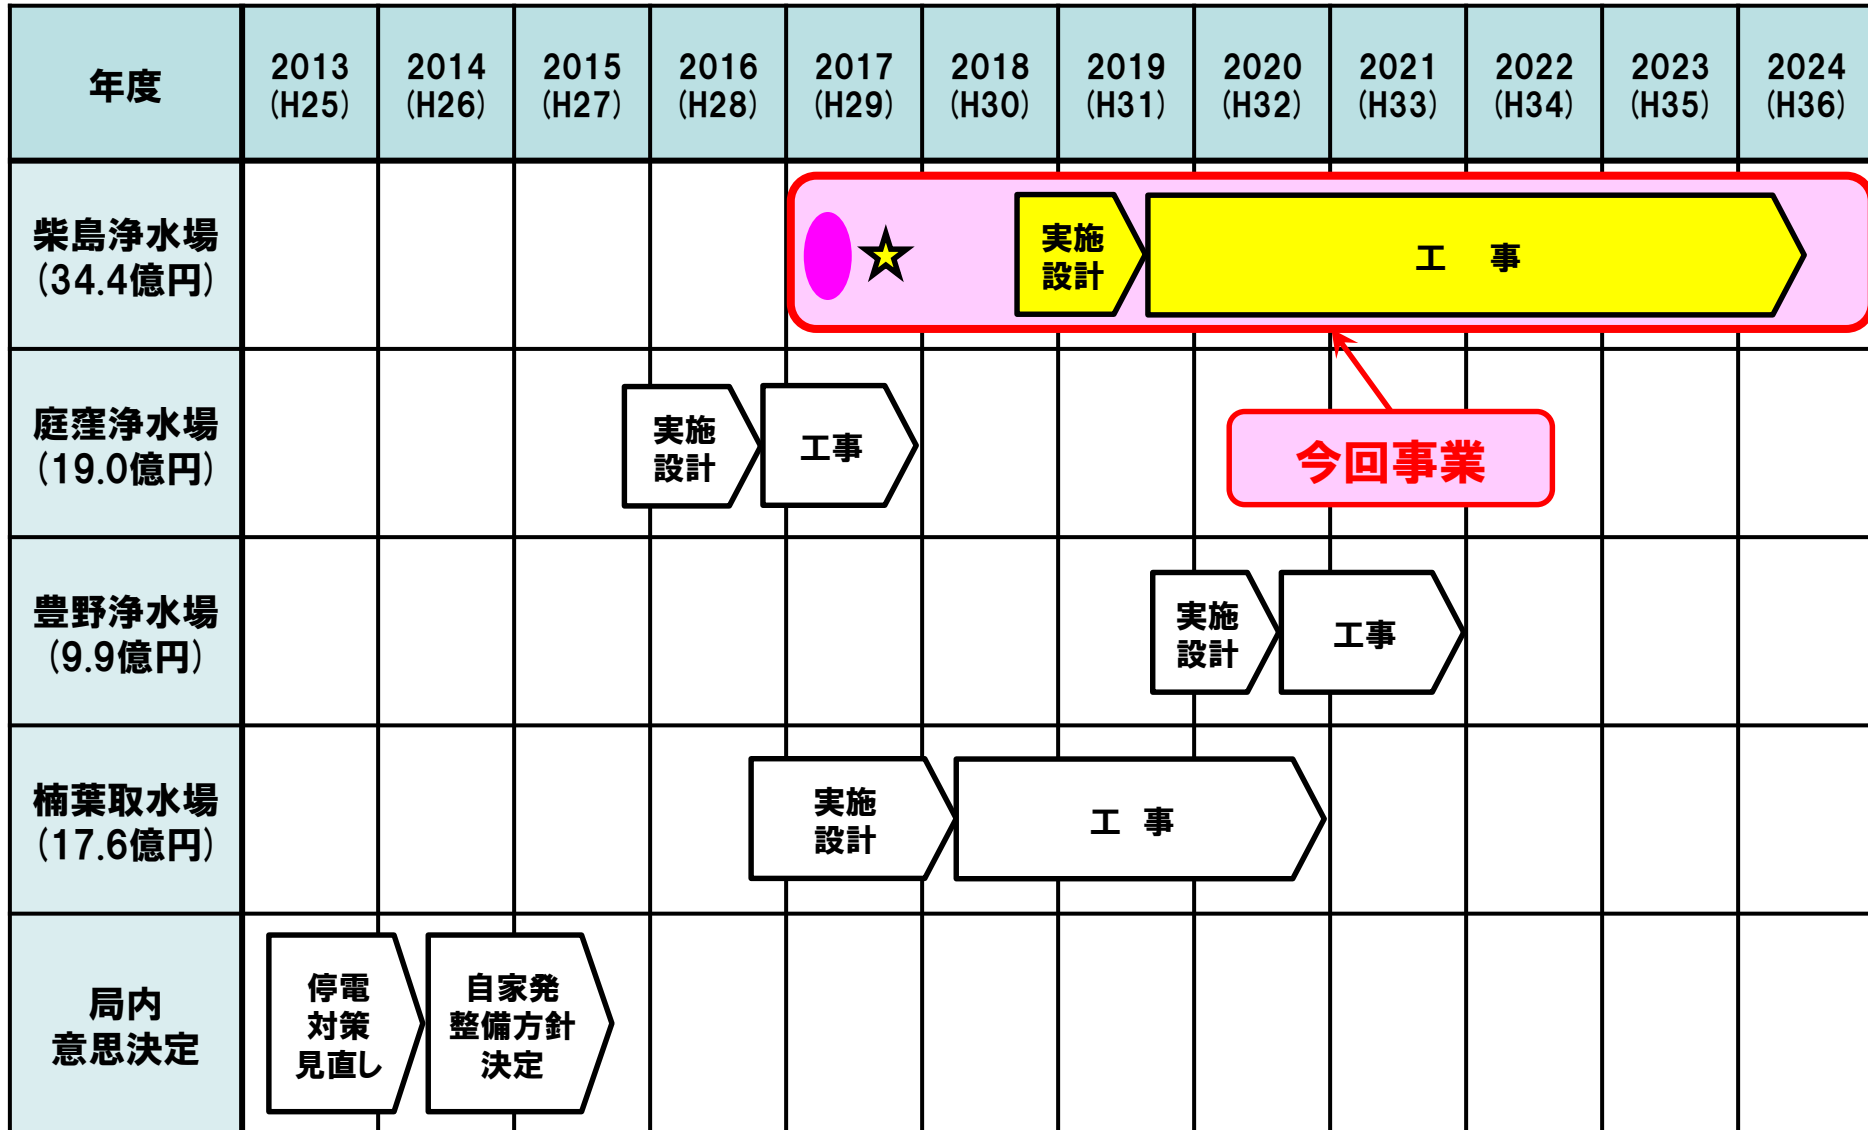 年度
2013
(H25)
2014
(H26)
2015
(H27)
2016
(H28)
2017
(H29)
2018
(H30)
2019
(H31)
2020
(H32)
2021
(H33)
2022
(H34)
2023
(H35)
2024
(H36)
柴島浄水場
(34.4億円)
実施
設計
工 事
庭窪浄水場
(19.0億円)
実施
設計
工事
今回事業
豊野浄水場
(9.9億円)
実施
設計
工事
楠葉取水場
(17.6億円)
実施
設計
工 事
局内
意思決定
停電
対策
見直し
自家発
整備方針
決定